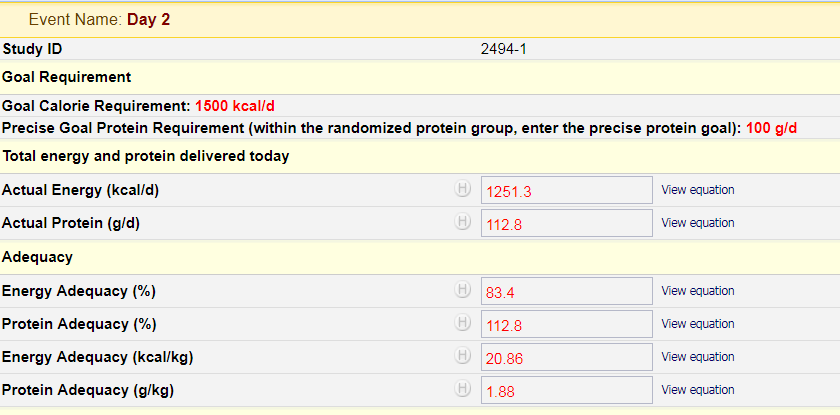 Event Name: Day 2
Study ID 2494-1
Goal Requirement
Goal Calorie Requirement: 1500 kcal/d
Precise Goal Protein Requirement (within the randomized protein group, enter the precise protein goal): 100 g/d
Total energy and protein delivered today
Actual Energy (kcal/d) H 1251.3 View equation
Actual Protein (g/d) H 112.8 View equation
Adequacy
Energy Adequacy (%) H 83.4 View equation
Protein Adequacy (%) H 112.8 View equation
Energy Adequacy (kcal/kg) H 20.86 View equation
Protein Adequacy (g/kg) H 1.88 View equation